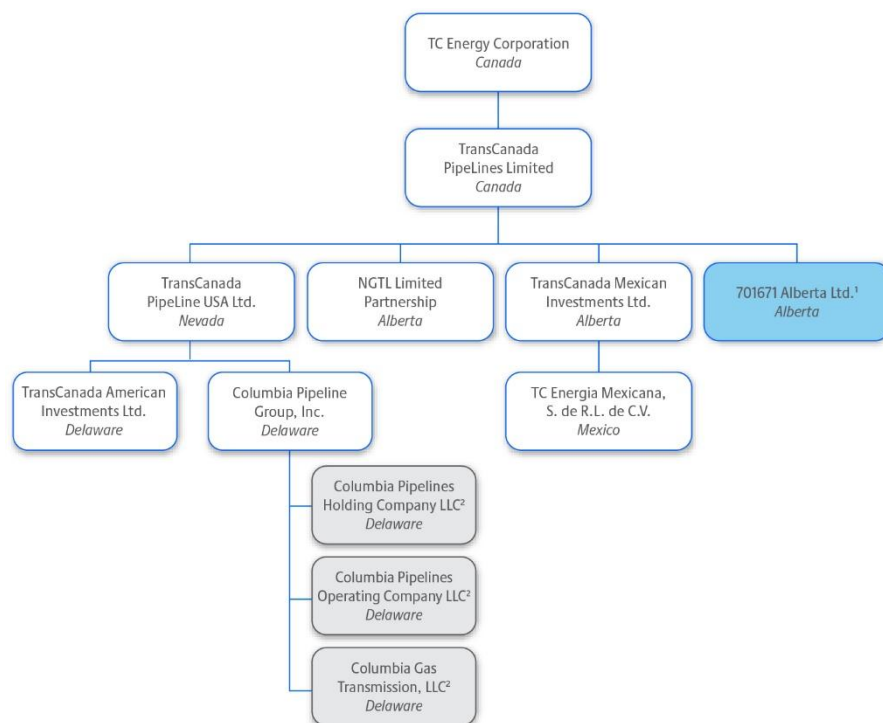 TC Energy Corporation
Canada
TransCanada
PipeLines Limited
Canada
TransCanada
PipeLine USA Ltd.
Nevada
NGTL Limited
Partnership
Alberta
TransCanada Mexican
Investments Ltd.
Alberta
701671 Alberta Ltd.¹
Alberta
TransCanada American
Investments Ltd.
Delaware
Columbia Pipeline
Group, Inc.
Delaware
TC Energia Mexicana,
S. de R.L. de C.V.
Mexico
Columbia Pipelines
Holding Company LLC²
Delaware
Columbia Pipelines
Operating Company LLC²
Delaware
Columbia Gas
Transmission, LLC²
Delaware